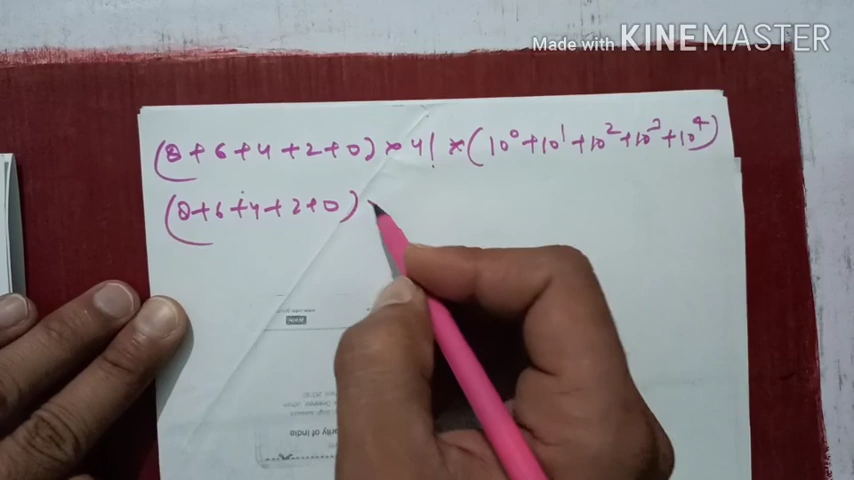 Made with KINEMASTER
(8+6+4+2+0) × 4! × (10⁰+10¹+10²+10³+10⁴)
(8+6+4+2+0)